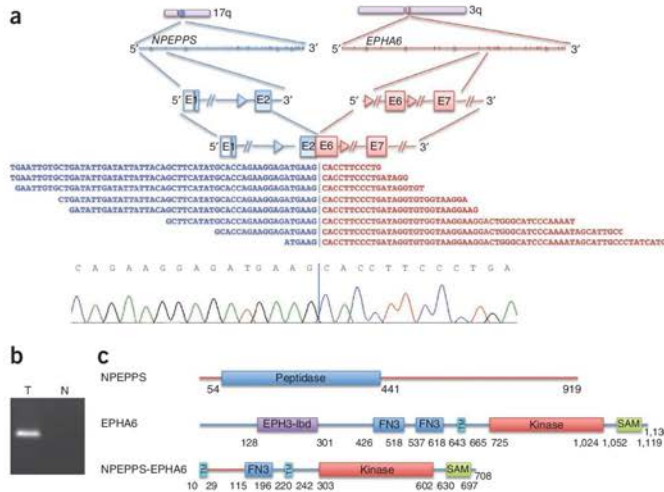 a
17q
3q
NPEPPS
EPHA6
5′ 3′ 5′ 3′
5′ E1 E2 3′ 5′ E6 E7 3′
5′ E1 E2 E6 E7 3′
TGAATTGTGCTGATATTGATATTATTACAGCTTCATATGCACCAGAAGGAGATGAAG CACCTTCCCTG
TGAATTGTGCTGATATTGATATTATTACAGCTTCATATGCACCAGAAGGAGATGAAG CACCTTCCCTGATAGG
GAATTGTGCTGATATTGATATTATTACAGCTTCATATGCACCAGAAGGAGATGAAG CACCTTCCCTGATAGGTGT
CTGATATTGATATTATTACAGCTTCATATGCACCAGAAGGAGATGAAG CACCTTCCCTGATAGGTGTGGTAAGGA
GATATTGATATTATTACAGCTTCATATGCACCAGAAGGAGATGAAG CACCTTCCCTGATAGGTGTGGTAAGGAAG
GCTTCATATGCACCAGAAGGAGATGAAG CACCTTCCCTGATAGGTGTGGTAAGGAAGGACTGGGCATCCCAAAAT
GCACCAGAAGGAGATGAAG CACCTTCCCTGATAGGTGTGGTAAGGAAGGACTGGGCATCCCAAAATAGCATTGCC
ATGAAG CACCTTCCCTGATAGGTGTGGTAAGGAAGGACTGGGCATCCCAAAATAGCATTGCCCTATCATG
C A G A A G G A G A T G A A G C A C C T T C C C T G A
b
T N
c
NPEPPS
Peptidase
54 441 919
EPHA6
EPH3-lbd FN3 FN3 Kinase SAM
128 301 426 518 537 618 643 665 725 1,024 1,052 1,119
NPEPPS-EPHA6
FN3 Kinase SAM
708
10 29 115 196 220 242 303 602 630 697